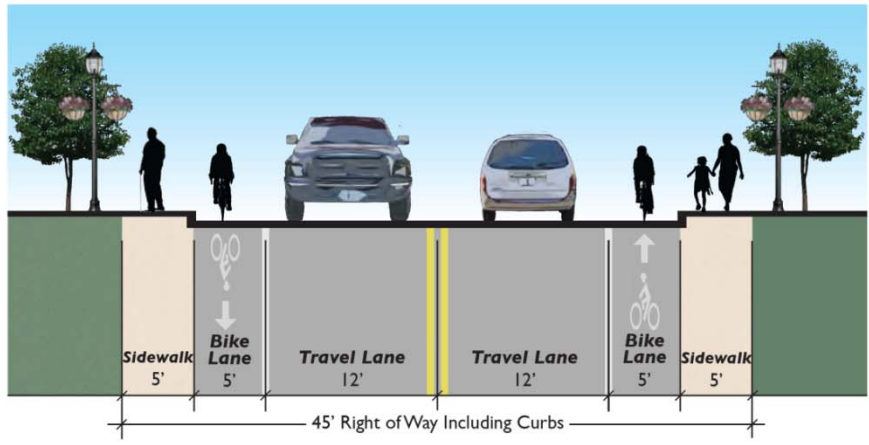 Sidewalk
5'
Bike
Lane
5'
Travel Lane
12'
Travel Lane
12'
Bike
Lane
5'
Sidewalk
5'
45' Right of Way Including Curbs